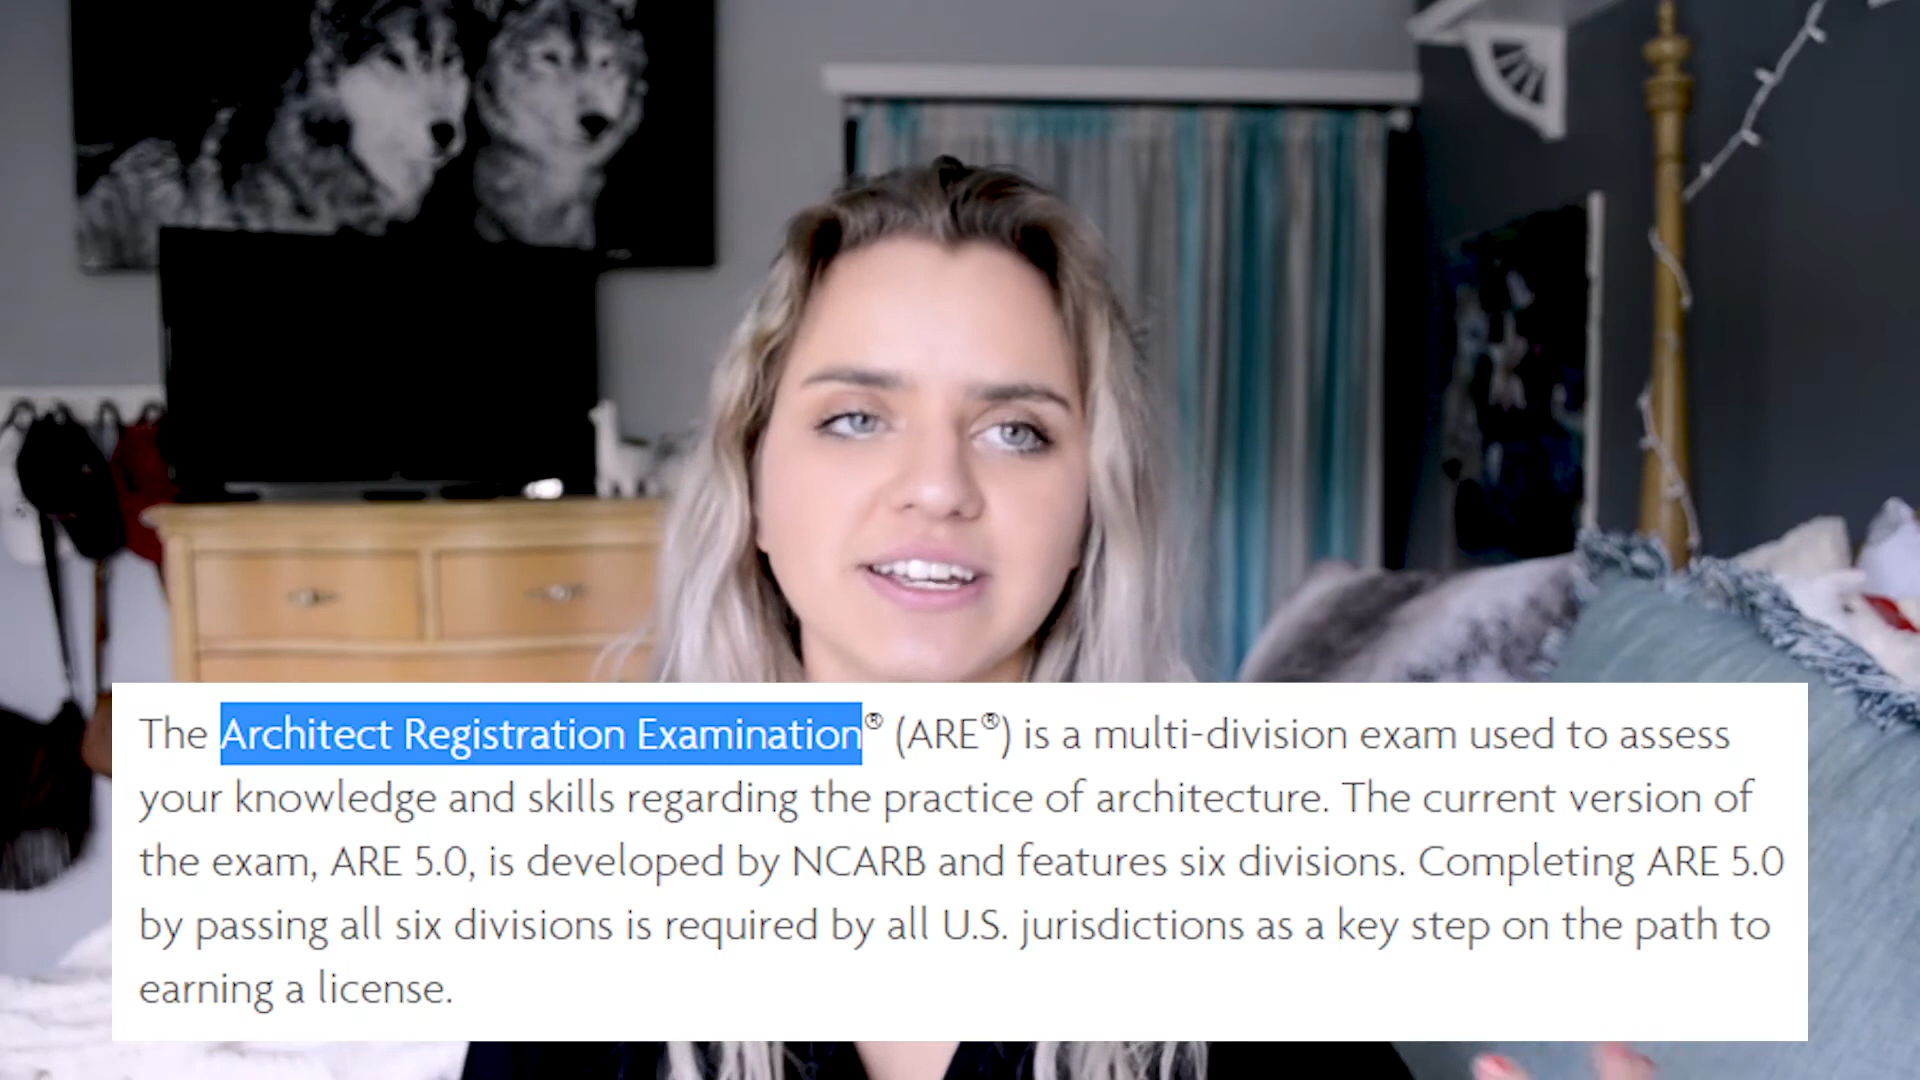 The Architect Registration Examination® (ARE®) is a multi-division exam used to assess
your knowledge and skills regarding the practice of architecture. The current version of
the exam, ARE 5.0, is developed by NCARB and features six divisions. Completing ARE 5.0
by passing all six divisions is required by all U.S. jurisdictions as a key step on the path to
earning a license.